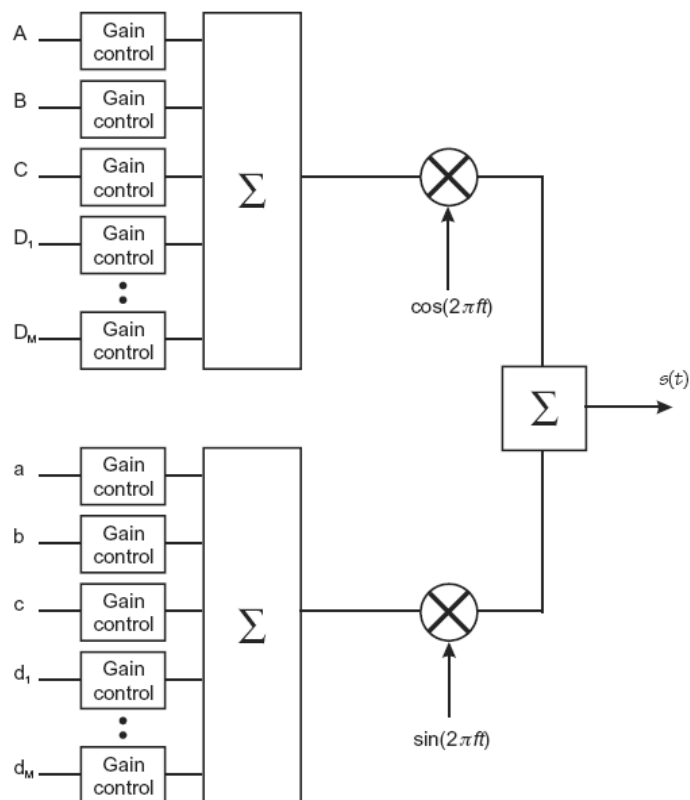 A
Gain
control
B
Gain
control
C
Gain
control
D₁
Gain
control
Dₘ
Gain
control
Σ
cos(2πft)
Σ
s(t)
a
Gain
control
b
Gain
control
c
Gain
control
d₁
Gain
control
dₘ
Gain
control
Σ
sin(2πft)